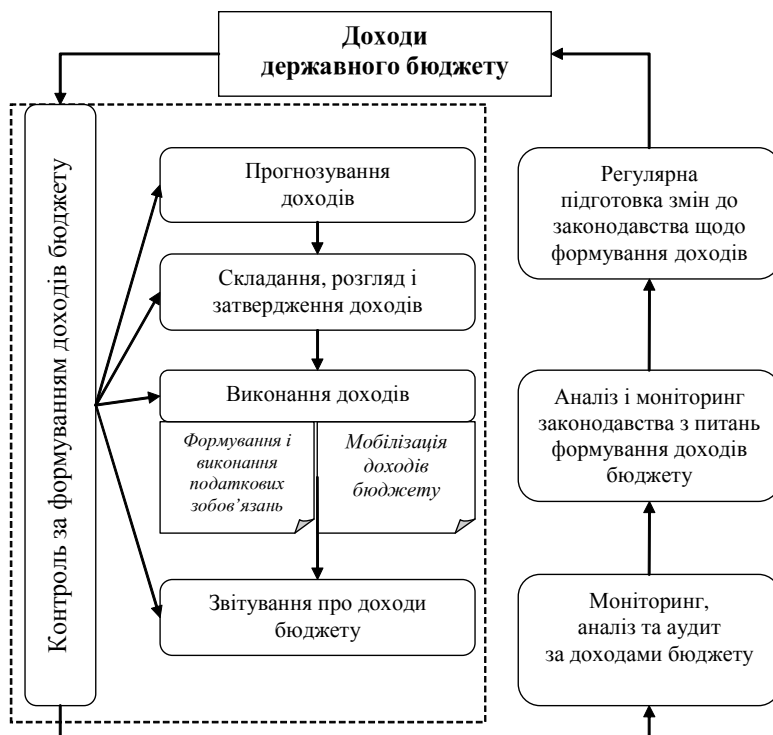 Доходи
державного бюджету
Контроль за формуванням доходів бюджету
Прогнозування
доходів
Складання, розгляд і
затвердження доходів
Виконання доходів
Формування і
виконання
податкових
зобов’язань
Мобілізація
доходів
бюджету
Звітування про доходи
бюджету
Регулярна
підготовка змін до
законодавства щодо
формування доходів
Аналіз і моніторинг
законодавства з питань
формування доходів
бюджету
Моніторинг,
аналіз та аудит
за доходами бюджету